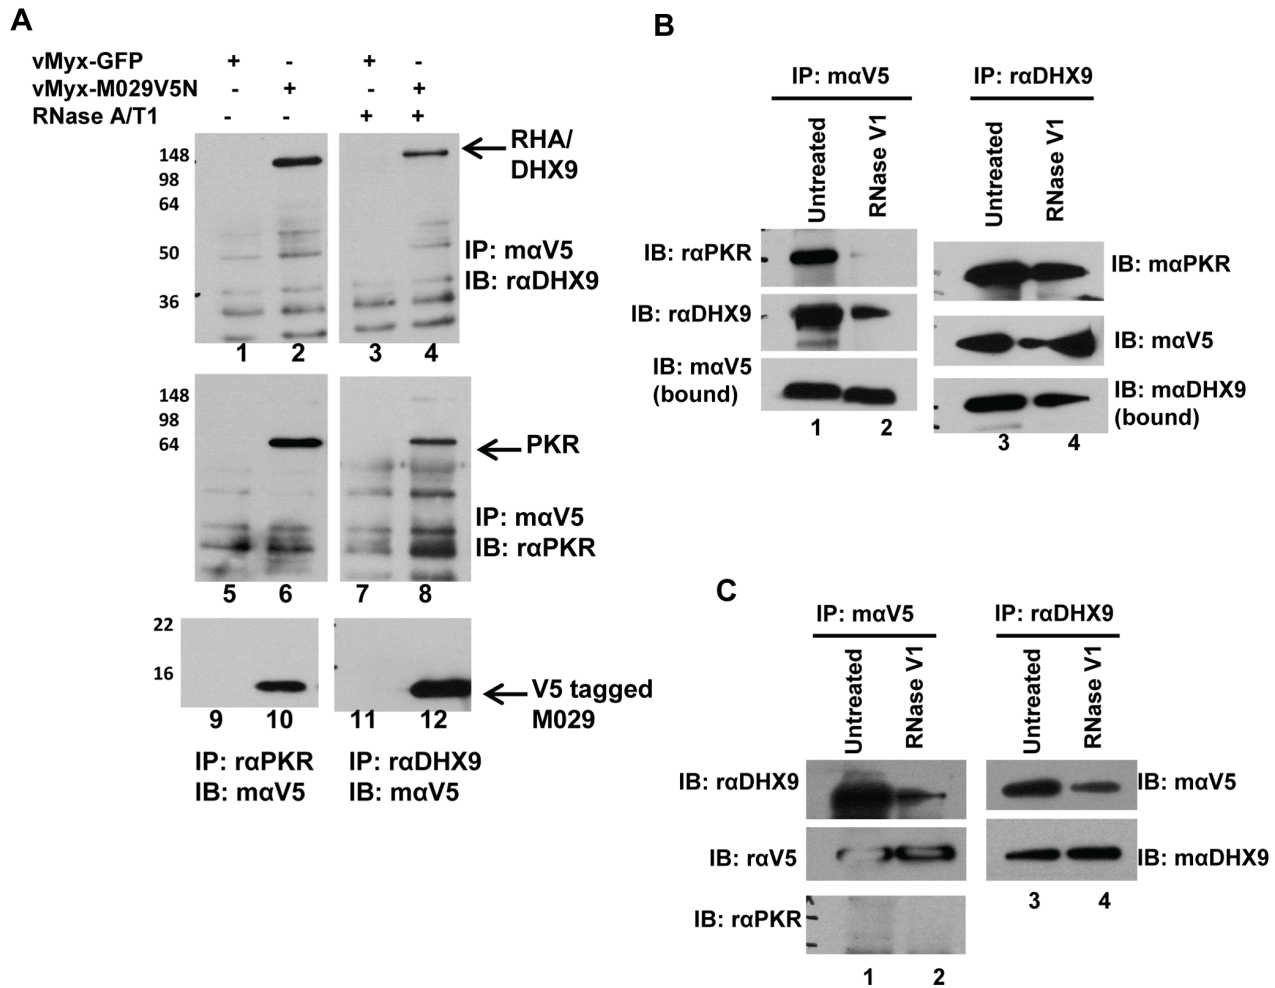 A
vMyx-GFP + - + -
vMyx-M029V5N - + - +
RNase A/T1 - - + +
148
98
64
50
36
RHA/
DHX9
IP: mαV5
IB: rαDHX9
1 2 3 4
148
98
64
PKR
IP: mαV5
IB: rαPKR
5 6 7 8
22
16
V5 tagged
M029
9 10 11 12
IP: rαPKR
IB: mαV5
IP: rαDHX9
IB: mαV5
B
IP: mαV5
Untreated
RNase V1
IB: rαPKR
IB: rαDHX9
IB: mαV5
(bound)
1 2
IP: rαDHX9
Untreated
RNase V1
IB: mαPKR
IB: mαV5
IB: mαDHX9
(bound)
3 4
C
IP: mαV5
Untreated
RNase V1
IB: rαDHX9
IB: rαV5
IB: rαPKR
1 2
IP: rαDHX9
Untreated
RNase V1
IB: mαV5
IB: mαDHX9
3 4